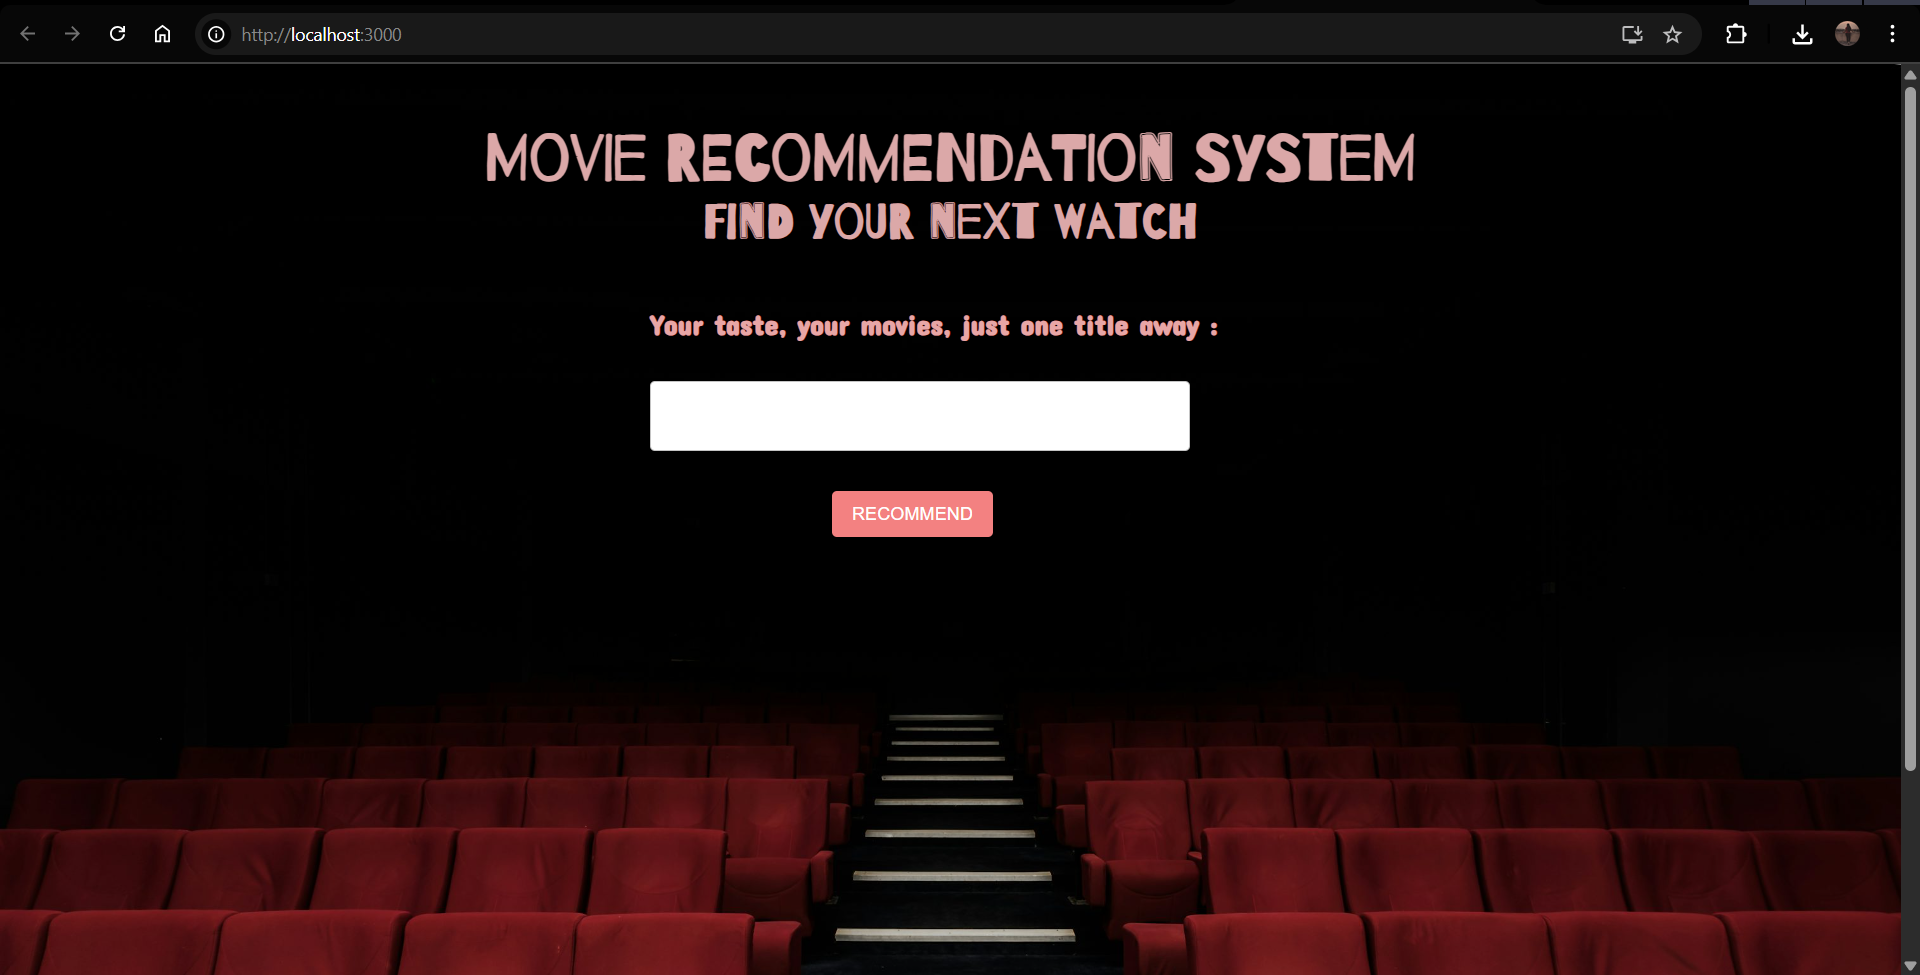 http://localhost:3000
MOVIE RECOMMENDATION SYSTEM
FIND YOUR NEXT WATCH
Your taste, your movies, just one title away :
RECOMMEND